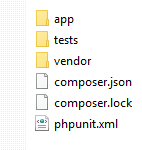 app
tests
vendor
composer.json
composer.lock
phpunit.xml